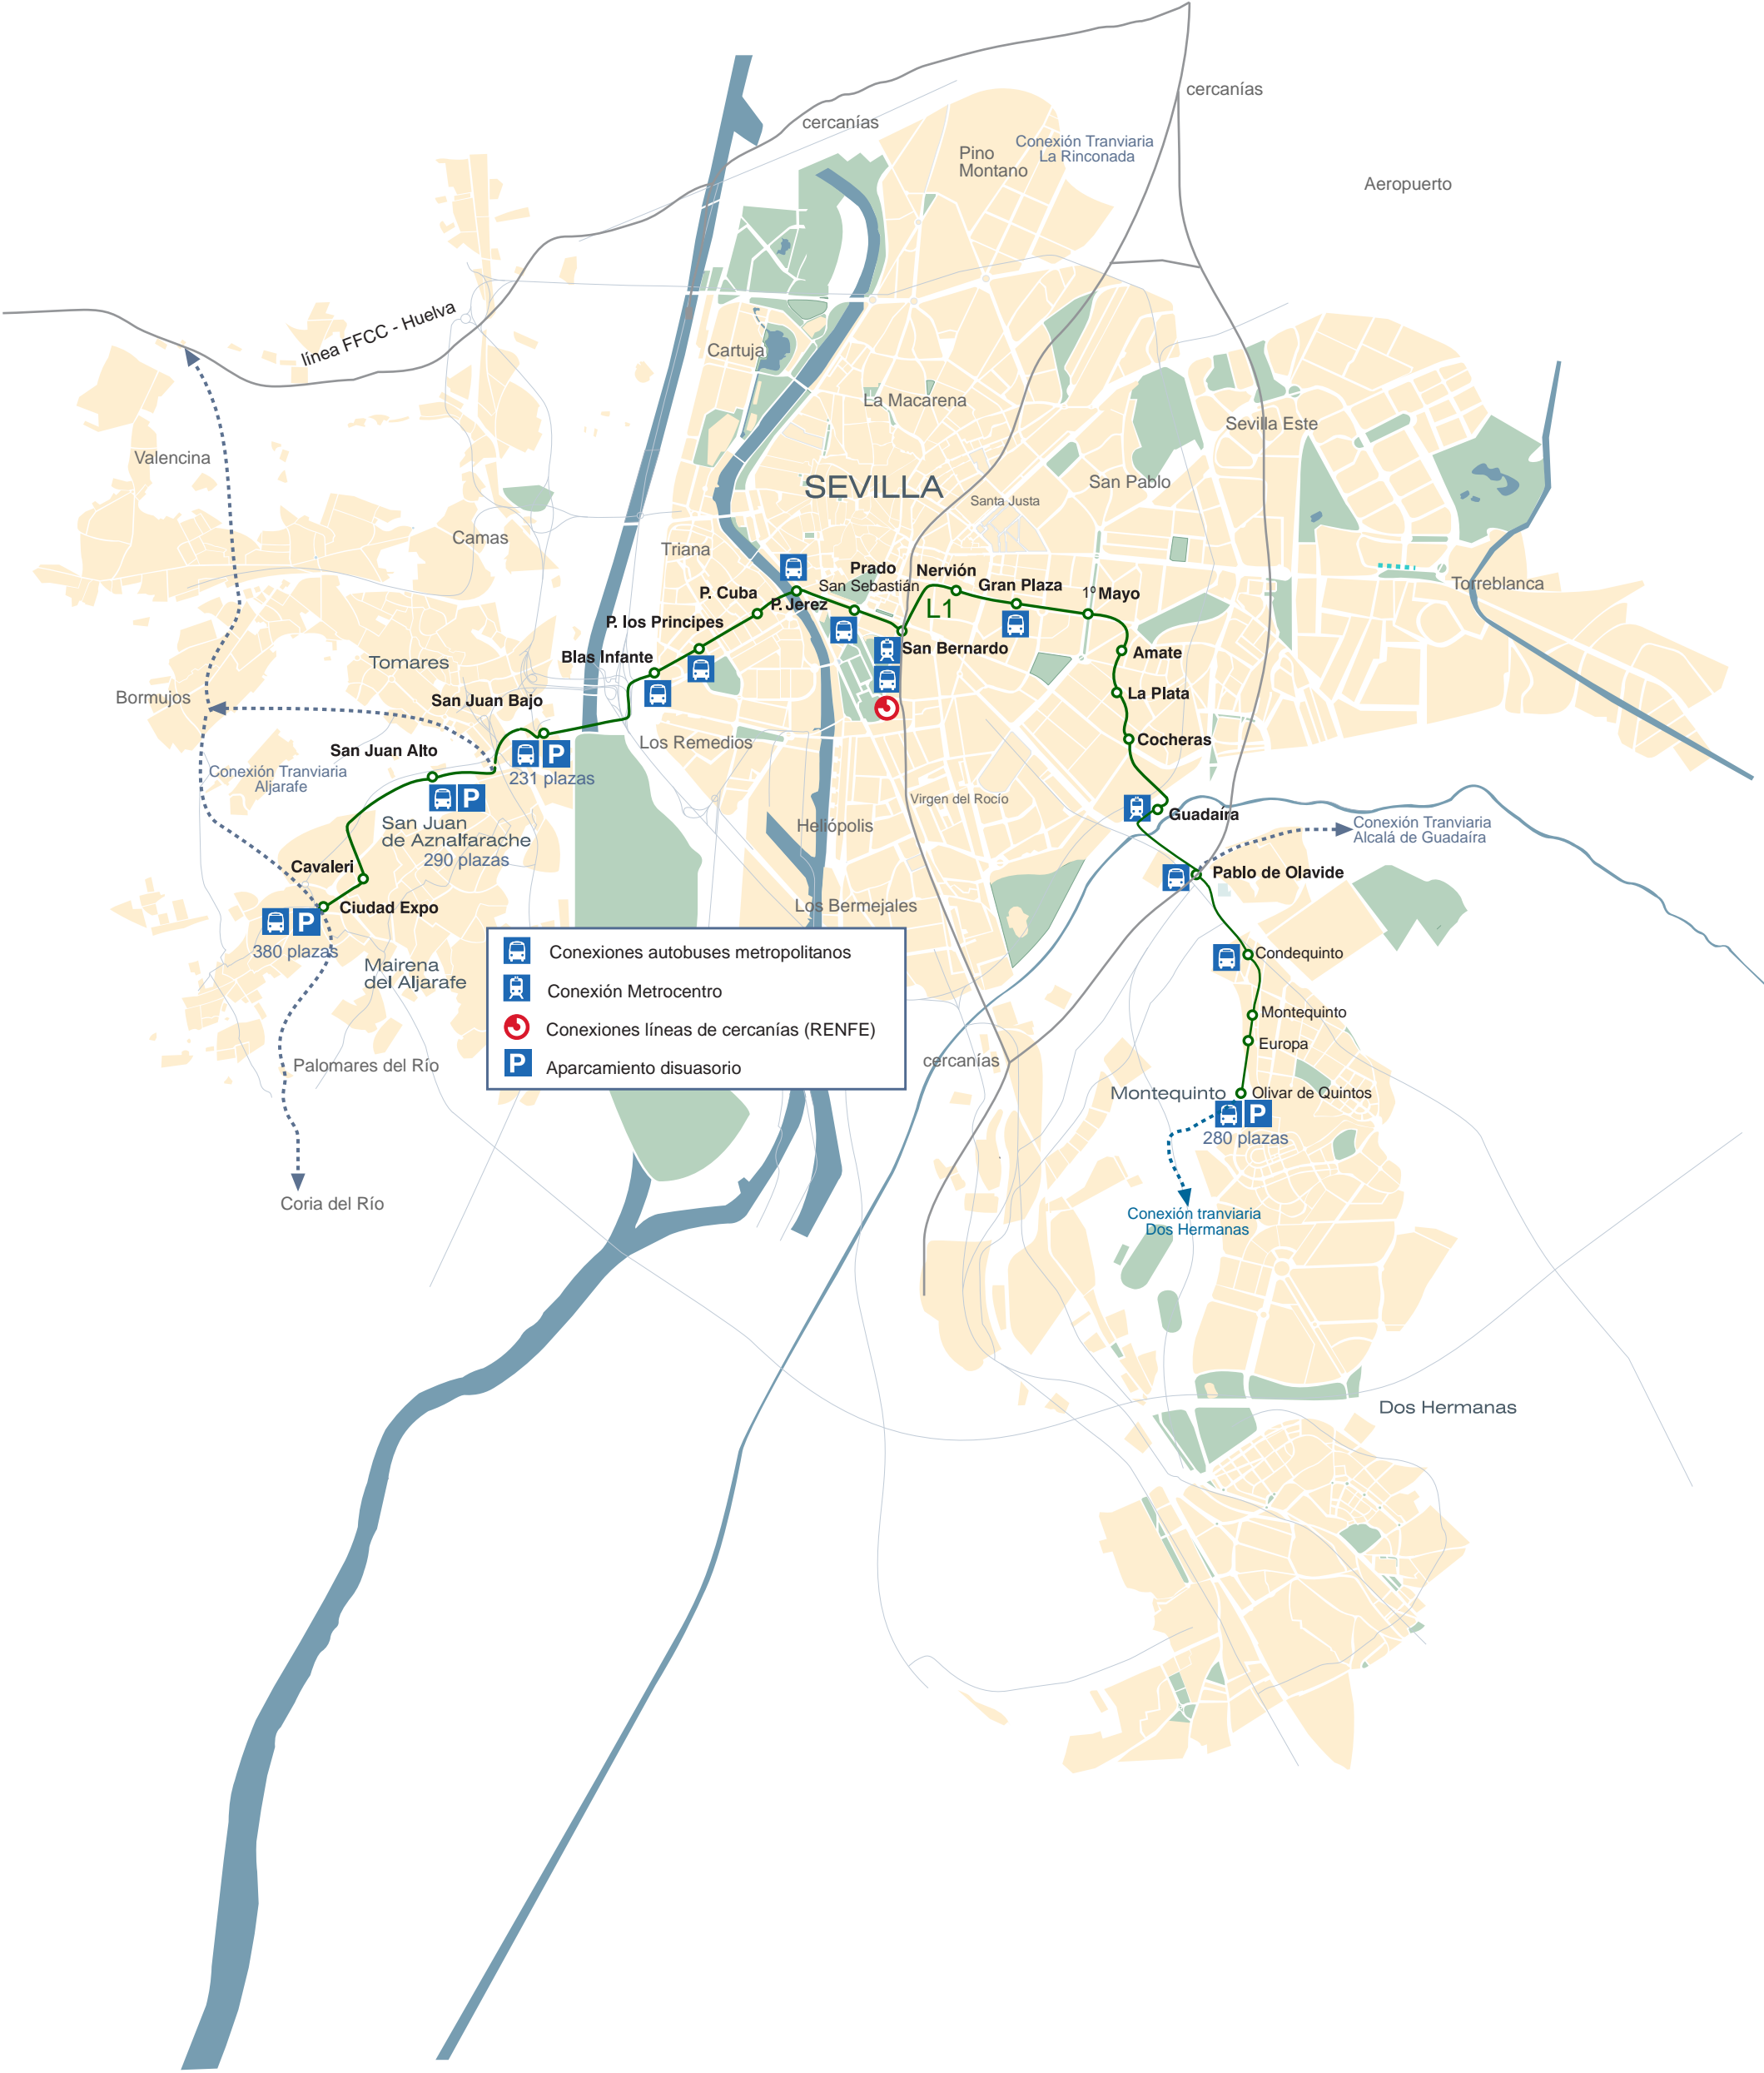 cercanías
cercanías
Pino
Montano
Conexión Tranviaria
La Rinconada
Aeropuerto
línea FFCC - Huelva
Cartuja
La Macarena
Sevilla Este
Valencina
SEVILLA
San Pablo
Santa Justa
Camas
Triana
Prado
San Sebastián
Nervión
Gran Plaza
1º Mayo
Torreblanca
P. Cuba
P. Jerez
L1
P. los Principes
San Bernardo
Amate
Blas Infante
Tomares
Bormujos
La Plata
San Juan Bajo
Los Remedios
Cocheras
San Juan Alto
P
231 plazas
Conexión Tranviaria
Aljarafe
P
Virgen del Rocío
Guadaíra
San Juan
de Aznalfarache
290 plazas
Heliópolis
Conexión Tranviaria
Alcalá de Guadaíra
Cavaleri
Pablo de Olavide
Ciudad Expo
Los Bermejales
P
380 plazas
Conexiones autobuses metropolitanos
Condequinto
Mairena
del Aljarafe
Conexión Metrocentro
Montequinto
Conexiones líneas de cercanías (RENFE)
Europa
Palomares del Río
P
Aparcamiento disuasorio
cercanías
Montequinto
Olivar de Quintos
P
280 plazas
Coria del Río
Conexión tranviaria
Dos Hermanas
Dos Hermanas